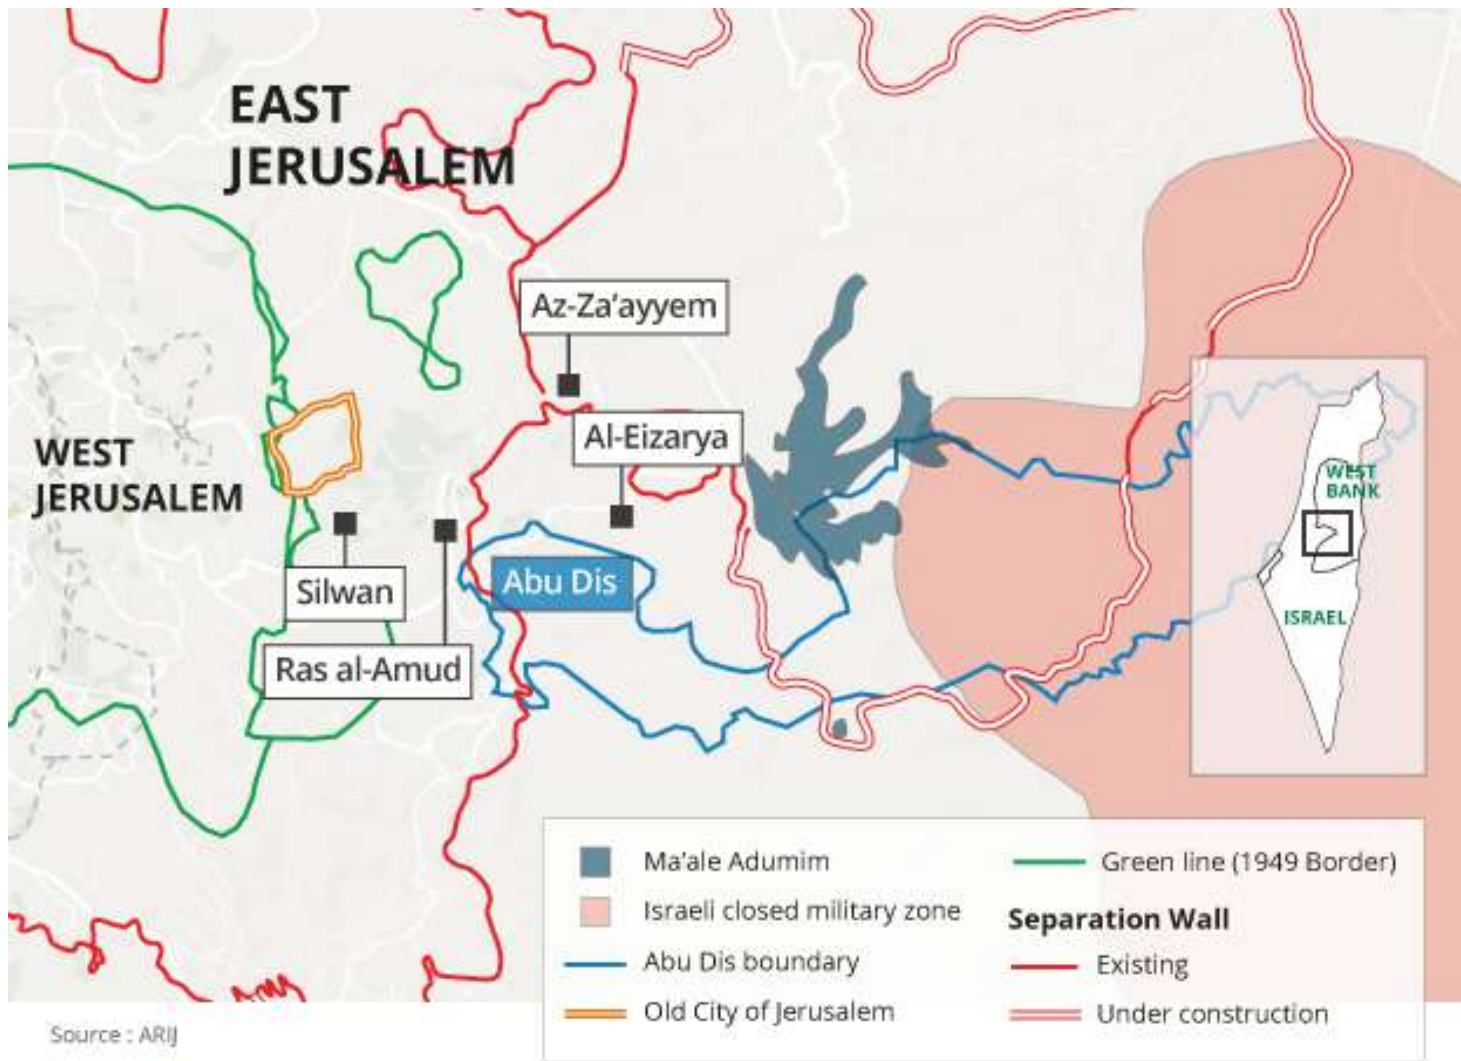 EAST
JERUSALEM
Az-Za'ayyem
Al-Eizarya
WEST
JERUSALEM
WEST
BANK
Silwan
Abu Dis
ISRAEL
Ras al-Amud
Ma'ale Adumim
Green line (1949 Border)
Israeli closed military zone
Separation Wall
Abu Dis boundary
Existing
Old City of Jerusalem
Under construction
Source : ARIJ